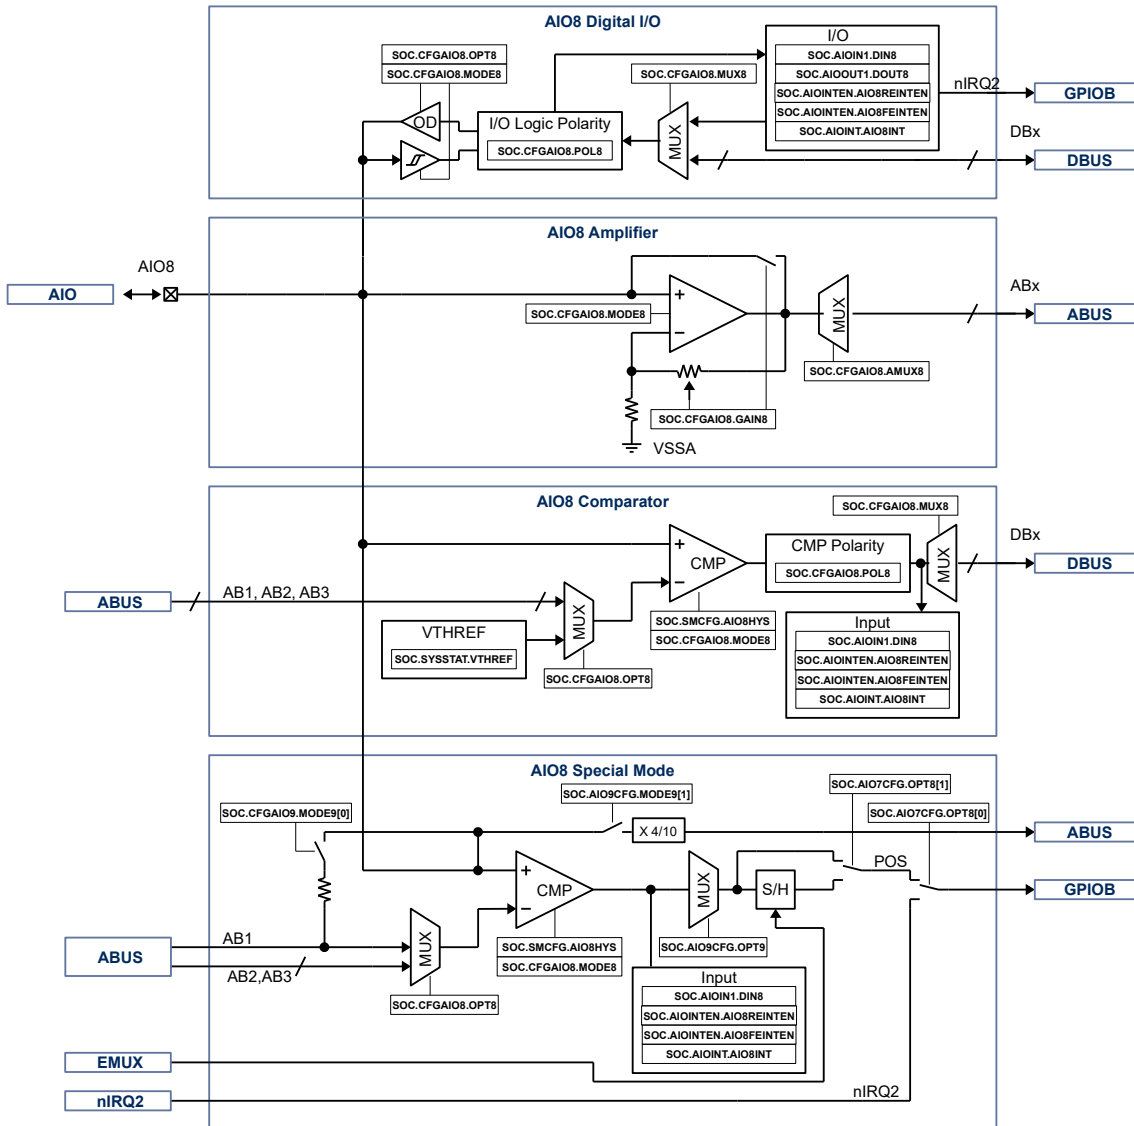 AIO8 Digital I/O
SOC.CFGAIO8.OPT8
SOC.CFGAIO8.MODE8
OD
I/O Logic Polarity
SOC.CFGAIO8.POL8
SOC.CFGAIO8.MUX8
MUX
I/O
SOC.AIOIN1.DIN8
SOC.AIOOUT1.DOUT8
SOC.AIOINTEN.AIO8REINTEN
SOC.AIOINTEN.AIO8FEINTEN
SOC.AIOINT.AIO8INT
nIRQ2
GPIOB
DBx
DBUS
AIO8 Amplifier
AIO
AIO8
SOC.CFGAIO8.MODE8
+
−
MUX
SOC.CFGAIO8.AMUX8
SOC.CFGAIO8.GAIN8
VSSA
ABx
ABUS
AIO8 Comparator
ABUS
AB1, AB2, AB3
VTHREF
SOC.SYSSTAT.VTHREF
MUX
SOC.CFGAIO8.OPT8
+
−
CMP
SOC.SMCFG.AIO8HYS
SOC.CFGAIO8.MODE8
CMP Polarity
SOC.CFGAIO8.POL8
SOC.CFGAIO8.MUX8
MUX
DBx
DBUS
Input
SOC.AIOIN1.DIN8
SOC.AIOINTEN.AIO8REINTEN
SOC.AIOINTEN.AIO8FEINTEN
SOC.AIOINT.AIO8INT
AIO8 Special Mode
SOC.CFGAIO9.MODE9[0]
SOC.AIO9CFG.MODE9[1]
X 4/10
SOC.AIO7CFG.OPT8[1]
SOC.AIO7CFG.OPT8[0]
ABUS
POS
GPIOB
+
−
CMP
SOC.SMCFG.AIO8HYS
SOC.CFGAIO8.MODE8
MUX
SOC.AIO9CFG.OPT9
S/H
ABUS
AB1
AB2,AB3
MUX
SOC.CFGAIO8.OPT8
Input
SOC.AIOIN1.DIN8
SOC.AIOINTEN.AIO8REINTEN
SOC.AIOINTEN.AIO8FEINTEN
SOC.AIOINT.AIO8INT
EMUX
nIRQ2
nIRQ2